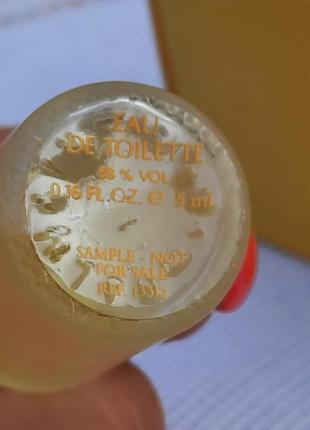 EAU
DE TOILETTE
88 % VOL
0.16 FL.OZ. ℮ 5 mL
SAMPLE - NOT
FOR SALE